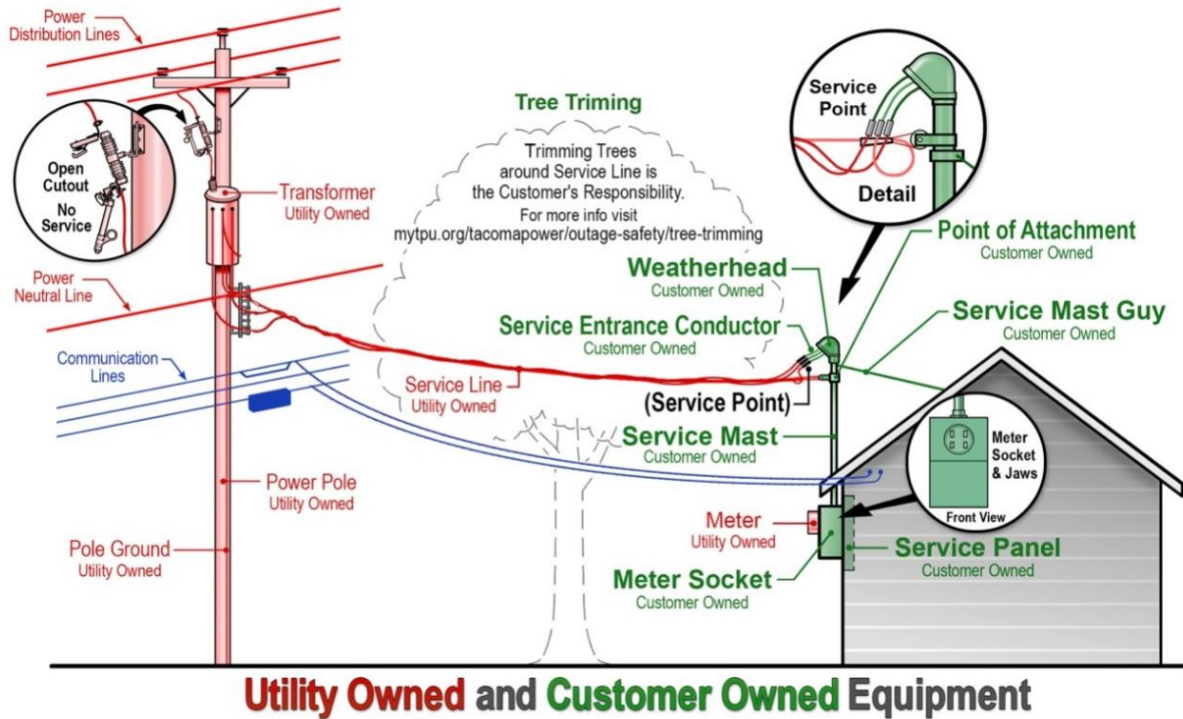 Power
Distribution Lines
Open
Cutout
No
Service
Transformer
Utility Owned
Power
Neutral Line
Communication
Lines
Power Pole
Utility Owned
Pole Ground
Utility Owned
Tree Triming
Trimming Trees
around Service Line is
the Customer's Responsibility.
For more info visit
mytpu.org/tacomapower/outage-safety/tree-trimming
Service Line
Utility Owned
Service
Point
Detail
Point of Attachment
Customer Owned
Weatherhead
Customer Owned
Service Entrance Conductor
Customer Owned
Service Mast Guy
Customer Owned
(Service Point)
Service Mast
Customer Owned
Meter
Socket
& Jaws
Front View
Meter
Utility Owned
Service Panel
Customer Owned
Meter Socket
Customer Owned
Utility Owned and Customer Owned Equipment